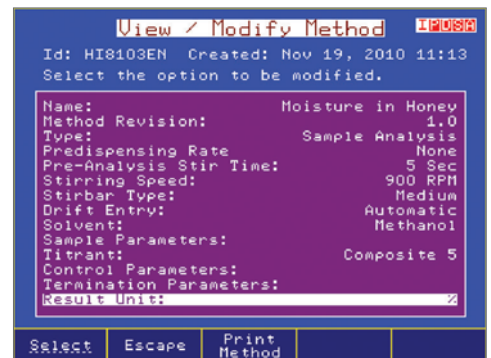 View / Modify Method IPDSA
Id: HI8103EN Created: Nov 19, 2010 11:13
Select the option to be modified.
Name: Moisture in Honey
Method Revision: 1.0
Type: Sample Analysis
Predispensing Rate None
Pre-Analysis Stir Time: 5 Sec
Stirring Speed: 900 RPM
Stirbar Type: Medium
Drift Entry: Automatic
Solvent: Methanol
Sample Parameters:
Titrant: Composite 5
Control Parameters:
Termination Parameters:
Result Unit: %
Select Escape Print Method